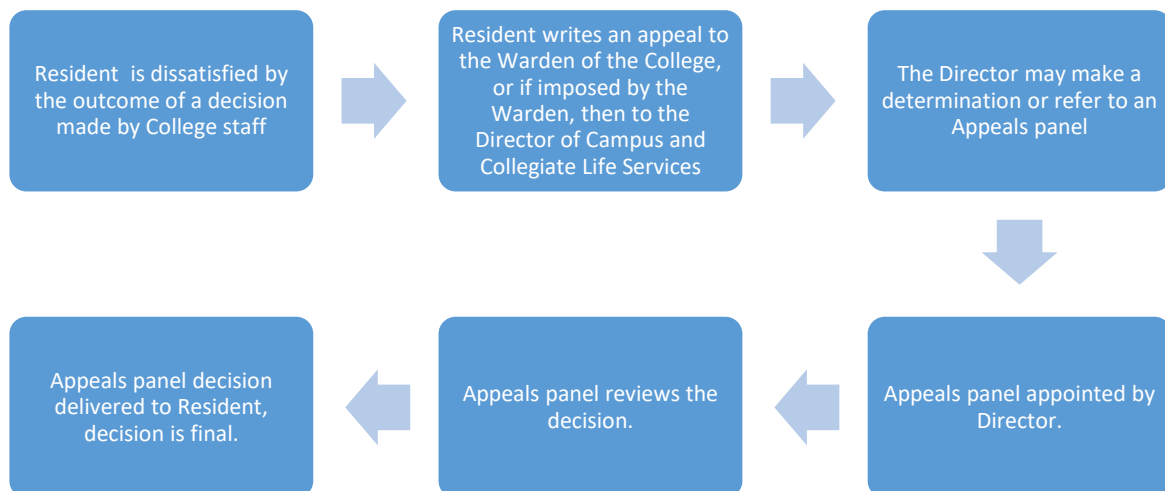 Resident  is dissatisfied by
the outcome of a decision
made by College staff
Resident writes an appeal to
the Warden of the College,
or if imposed by the
Warden, then to the
Director of Campus and
Collegiate Life Services
The Director may make a
determination or refer to an
Appeals panel
Appeals panel appointed by
Director.
Appeals panel reviews the
decision.
Appeals panel decision
delivered to Resident,
decision is final.